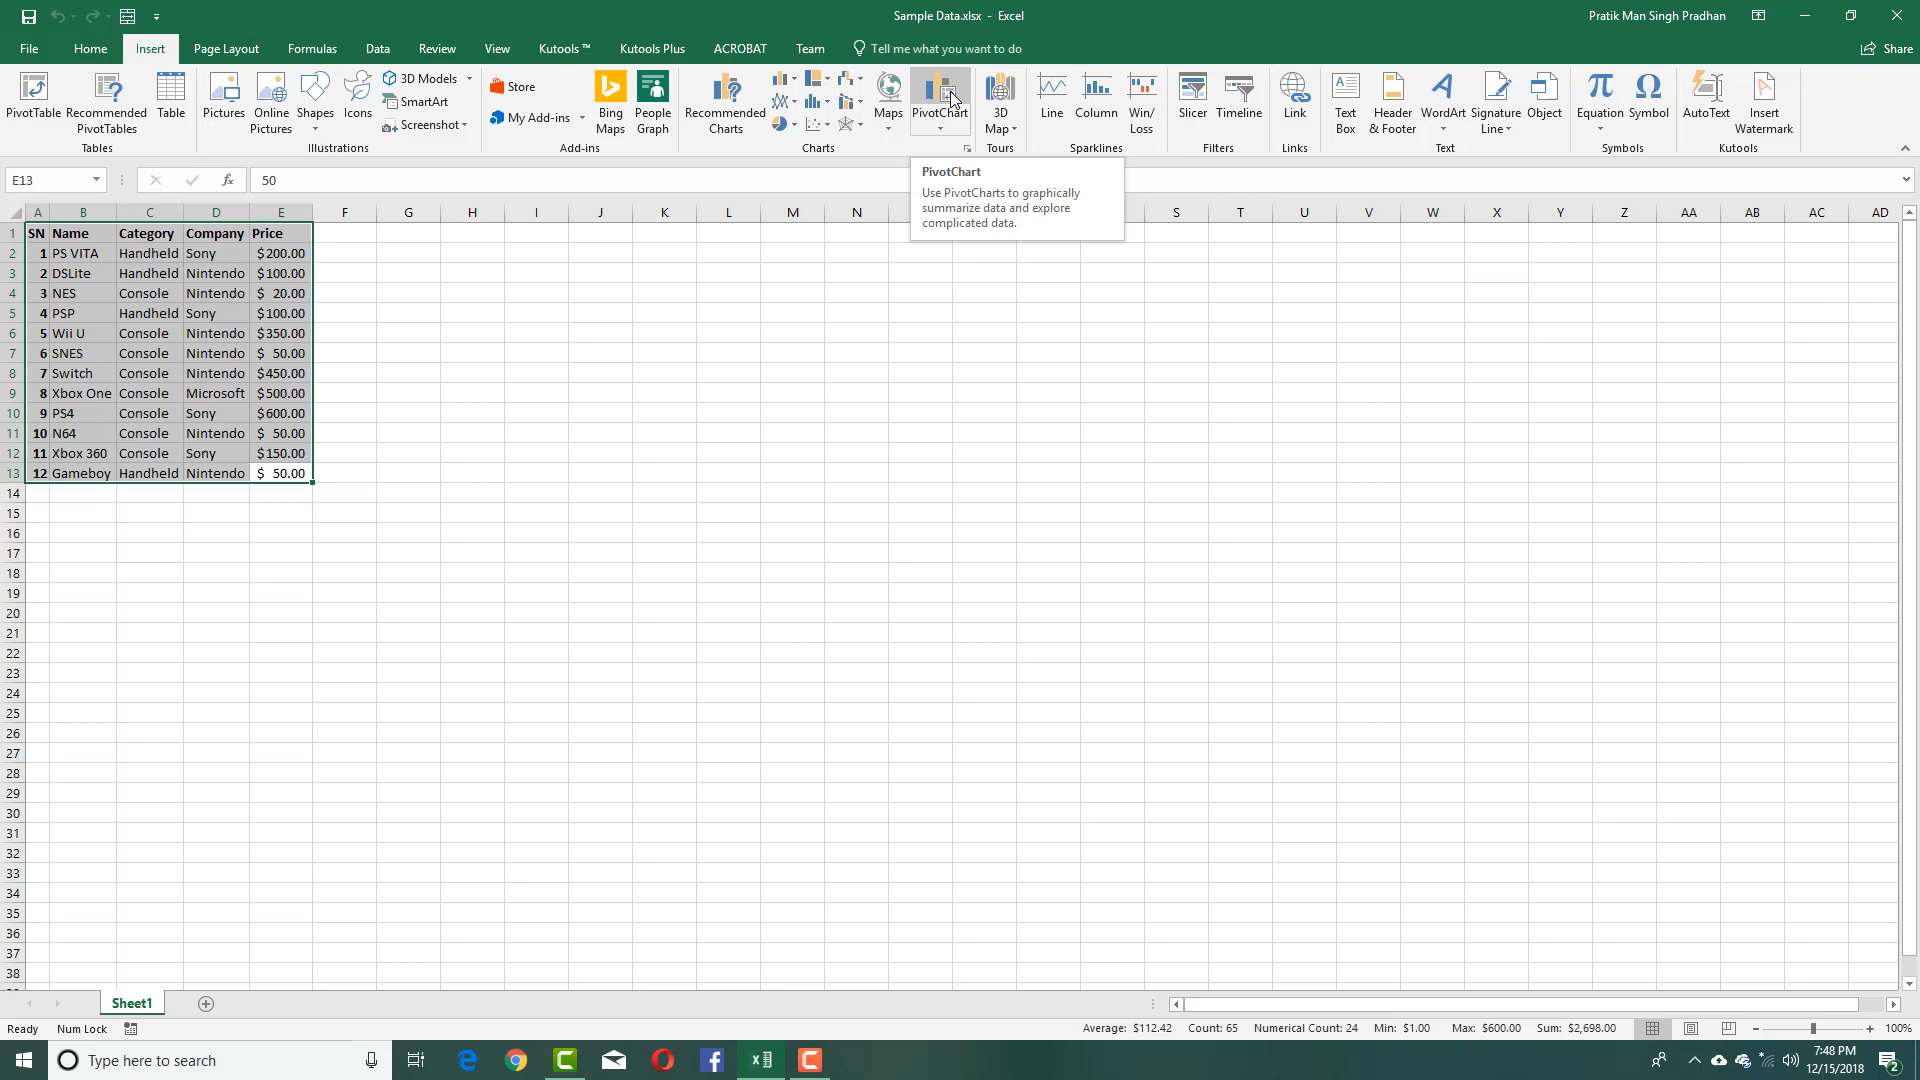 Sample Data.xlsx - Excel
Pratik Man Singh Pradhan
File Home Insert Page Layout Formulas Data Review View Kutools ™ Kutools Plus ACROBAT Team Tell me what you want to do Share
PivotTable
Recommended
PivotTables
Table
Tables
Pictures
Online
Pictures
Shapes
Icons
3D Models
SmartArt
Screenshot
Illustrations
Store
My Add-ins
Bing
Maps
People
Graph
Add-ins
Recommended
Charts
Maps
PivotChart
Charts
3D
Map
Tours
Line
Column
Win/
Loss
Sparklines
Slicer
Timeline
Filters
Link
Links
Text
Box
Header
& Footer
WordArt
Signature
Line
Object
Text
Equation
Symbol
Symbols
AutoText
Insert
Watermark
Kutools
E13 fx 50
PivotChart
Use PivotCharts to graphically
summarize data and explore
complicated data.
A B C D E F G H I J K L M N S T U V W X Y Z AA AB AC AD
1 SN Name Category Company Price
2 1 PS VITA Handheld Sony $200.00
3 2 DSLite Handheld Nintendo $100.00
4 3 NES Console Nintendo $ 20.00
5 4 PSP Handheld Sony $100.00
6 5 Wii U Console Nintendo $350.00
7 6 SNES Console Nintendo $ 50.00
8 7 Switch Console Nintendo $450.00
9 8 Xbox One Console Microsoft $500.00
10 9 PS4 Console Sony $600.00
11 10 N64 Console Nintendo $ 50.00
12 11 Xbox 360 Console Sony $150.00
13 12 Gameboy Handheld Nintendo $ 50.00
14
15
16
17
18
19
20
21
22
23
24
25
26
27
28
29
30
31
32
33
34
35
36
37
38
Sheet1
Ready Num Lock Average: $112.42 Count: 65 Numerical Count: 24 Min: $1.00 Max: $600.00 Sum: $2,698.00 100%
Type here to search
7:48 PM
12/15/2018
2